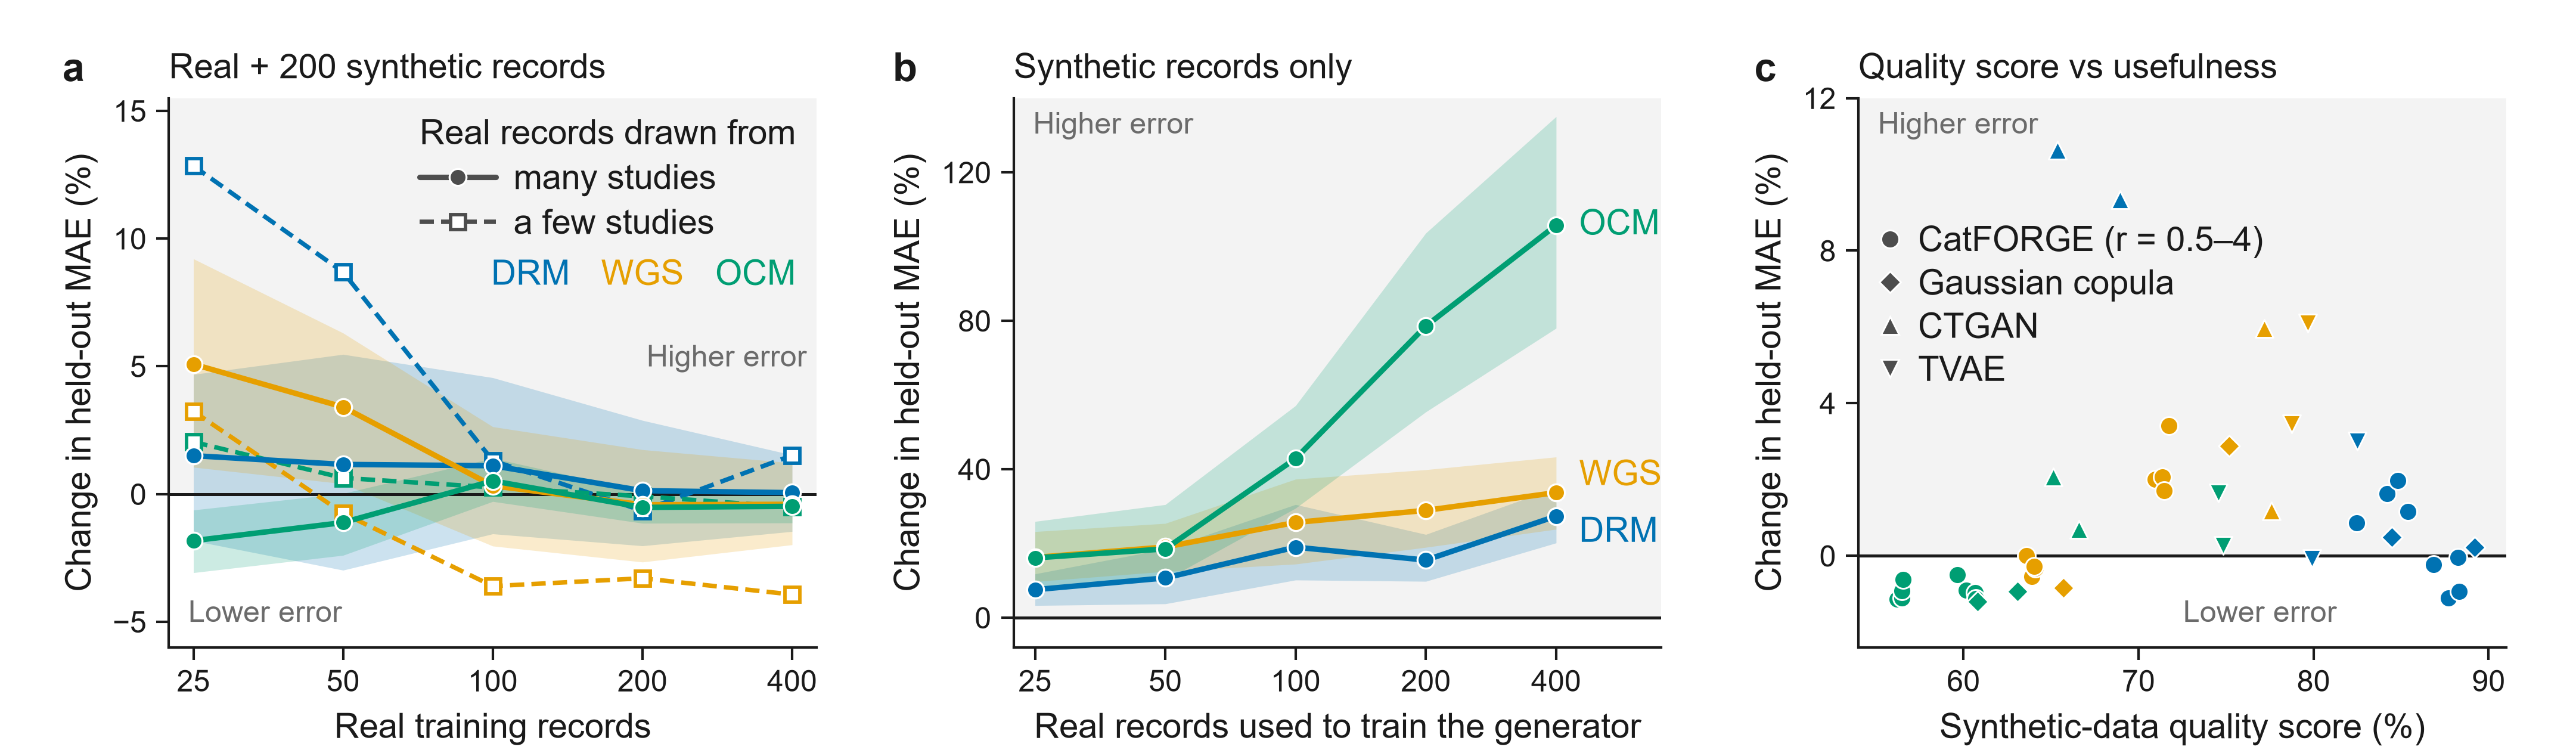 a Real + 200 synthetic records
Change in held-out MAE (%)
15
10
5
0
−5
Real records drawn from
many studies
a few studies
DRM WGS OCM
Higher error
Lower error
25 50 100 200 400
Real training records
b Synthetic records only
Change in held-out MAE (%)
120
80
40
0
Higher error
OCM
WGS
DRM
25 50 100 200 400
Real records used to train the generator
c Quality score vs usefulness
Change in held-out MAE (%)
12
8
4
0
Higher error
CatFORGE (r = 0.5–4)
Gaussian copula
CTGAN
TVAE
Lower error
60 70 80 90
Synthetic-data quality score (%)